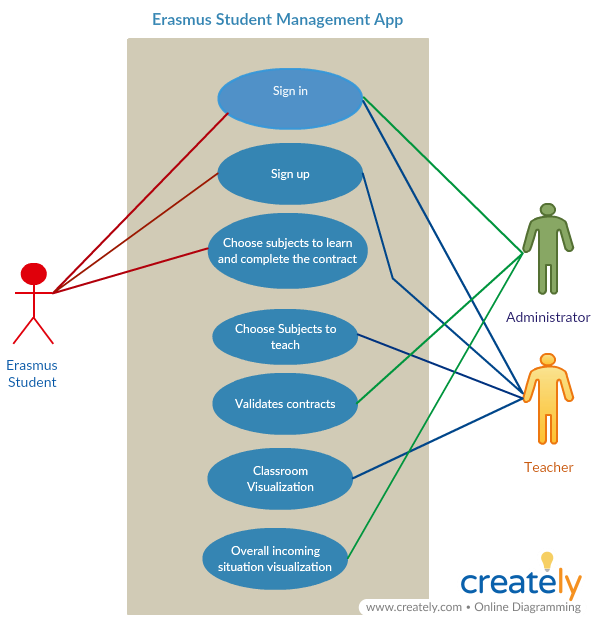 Erasmus Student Management App
Sign in
Sign up
Choose subjects to learn
and complete the contract
Choose Subjects to
teach
Validates contracts
Classroom
Visualization
Overall incoming
situation visualization
Erasmus
Student
Administrator
Teacher
creately
www.creately.com • Online Diagramming